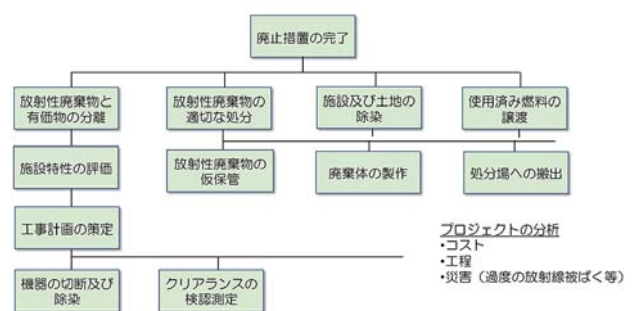 廃止措置の完了
放射性廃棄物と
有価物の分離
放射性廃棄物の
適切な処分
施設及び土地の
除染
使用済み燃料の
譲渡
施設特性の評価
放射性廃棄物の
仮保管
廃棄体の製作
処分場への搬出
工事計画の策定
機器の切断及び
除染
クリアランスの
検認測定
プロジェクトの分析
•コスト
•工程
•災害（過度の放射線被ばく等）